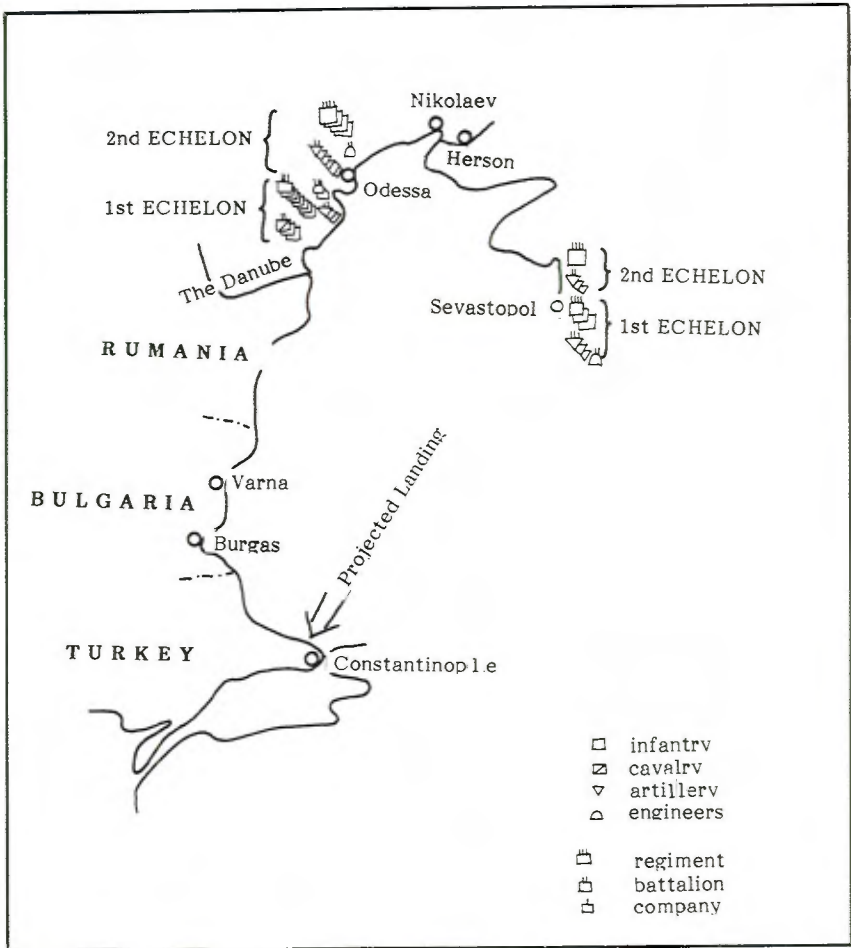 Nikolaev
2nd ECHELON
Herson
Odessa
1st ECHELON
The Danube
2nd ECHELON
Sevastopol
1st ECHELON
RUMANIA
Projected Landing
Varna
BULGARIA
Burgas
TURKEY
Constantinople
infantry
cavalry
artillery
engineers
regiment
battalion
company